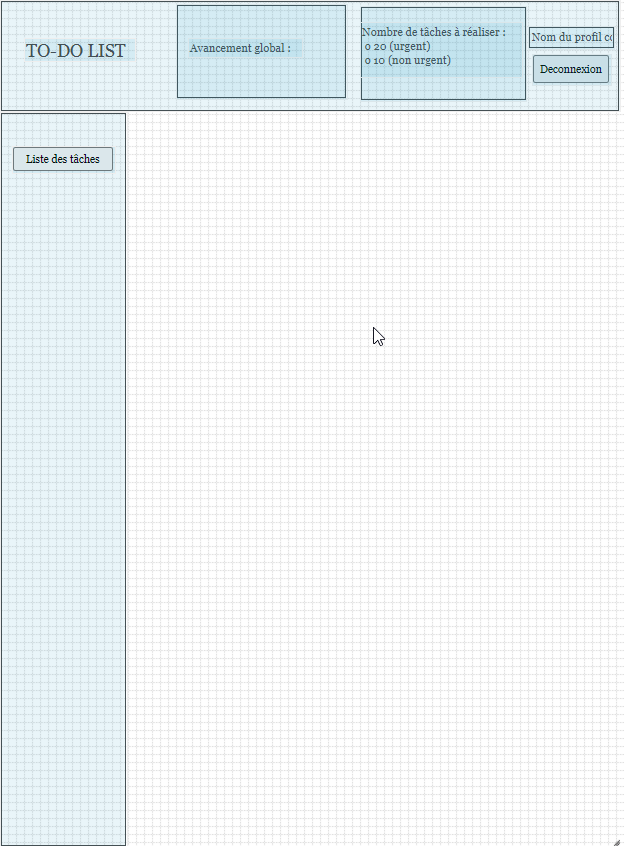 TO-DO LIST
Avancement global :
Nombre de tâches à réaliser :
o 20 (urgent)
o 10 (non urgent)
Nom du profil
Deconnexion
Liste des tâches